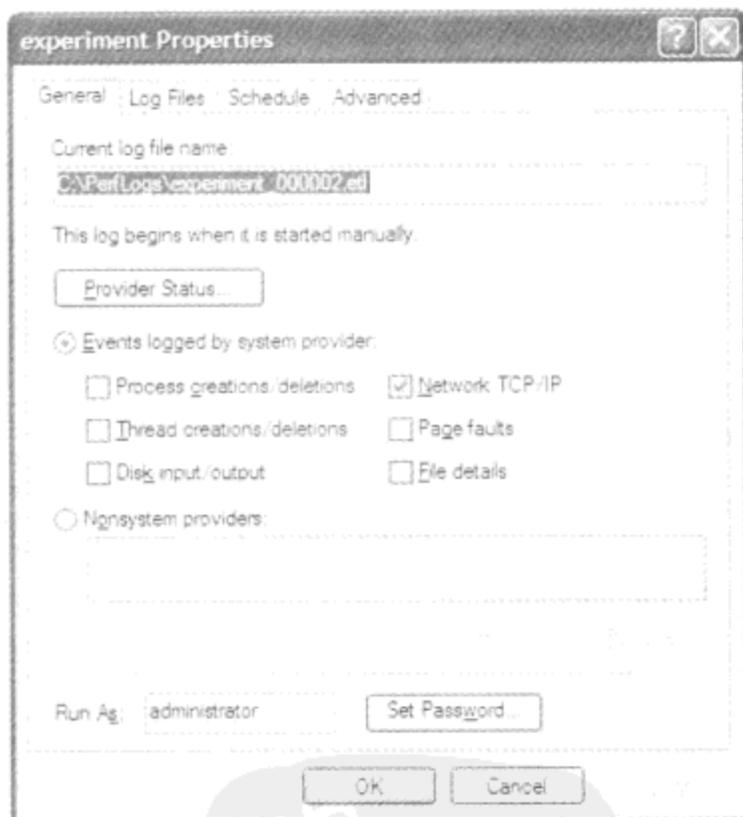 experiment Properties
General Log Files Schedule Advanced
Current log file name:
C:\PerfLogs\experiment_000002.etl
This log begins when it is started manually.
Provider Status...
Events logged by system provider:
Process creations/deletions
Network TCP/IP
Thread creations/deletions
Page faults
Disk input/output
File details
Nonsystem providers:
Run As: administrator Set Password...
OK Cancel